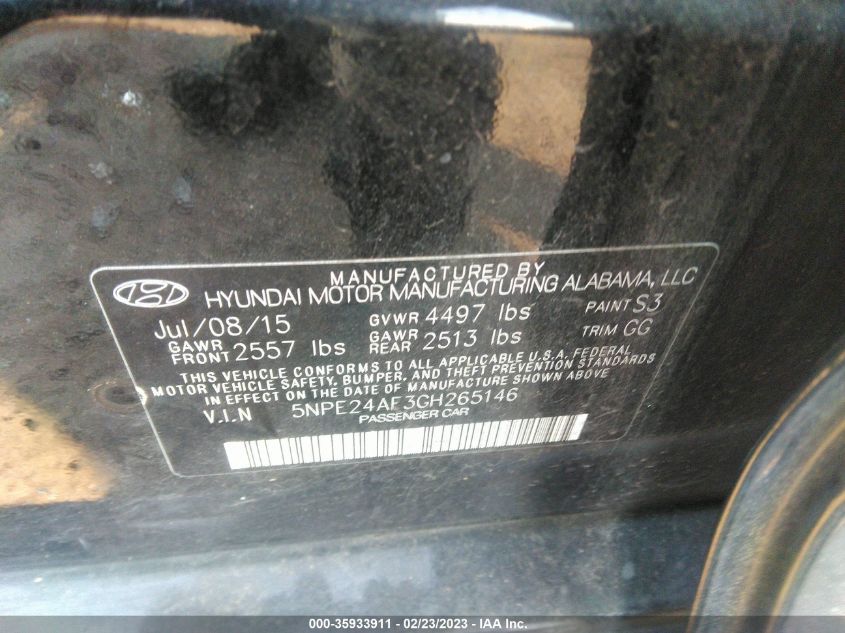 MANUFACTURED BY
HYUNDAI MOTOR MANUFACTURING ALABAMA, LLC
Jul/08/15 GVWR 4497 lbs PAINT S3
GAWR FRONT 2557 lbs GAWR REAR 2513 lbs TRIM GG
THIS VEHICLE CONFORMS TO ALL APPLICABLE U.S.A. FEDERAL
MOTOR VEHICLE SAFETY, BUMPER, AND THEFT PREVENTION STANDARDS
IN EFFECT ON THE DATE OF MANUFACTURE SHOWN ABOVE
V.I.N 5NPE24AF3GH265146
PASSENGER CAR
000-35933911 - 02/23/2023 - IAA Inc.